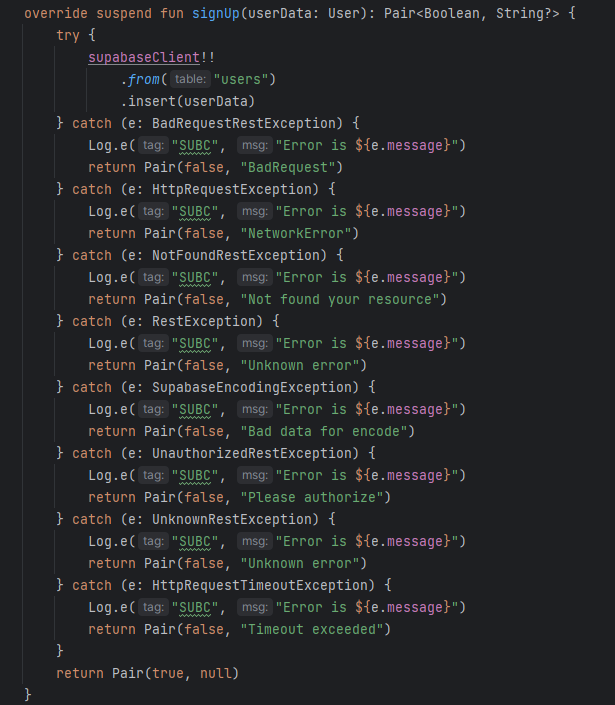 override suspend fun signUp(userData: User): Pair<Boolean, String?> {
    try {
        supabaseClient!!
            .from( table: "users")
            .insert(userData)
    } catch (e: BadRequestRestException) {
        Log.e( tag: "SUBC", msg: "Error is ${e.message}")
        return Pair(false, "BadRequest")
    } catch (e: HttpRequestException) {
        Log.e( tag: "SUBC", msg: "Error is ${e.message}")
        return Pair(false, "NetworkError")
    } catch (e: NotFoundRestException) {
        Log.e( tag: "SUBC", msg: "Error is ${e.message}")
        return Pair(false, "Not found your resource")
    } catch (e: RestException) {
        Log.e( tag: "SUBC", msg: "Error is ${e.message}")
        return Pair(false, "Unknown error")
    } catch (e: SupabaseEncodingException) {
        Log.e( tag: "SUBC", msg: "Error is ${e.message}")
        return Pair(false, "Bad data for encode")
    } catch (e: UnauthorizedRestException) {
        Log.e( tag: "SUBC", msg: "Error is ${e.message}")
        return Pair(false, "Please authorize")
    } catch (e: UnknownRestException) {
        Log.e( tag: "SUBC", msg: "Error is ${e.message}")
        return Pair(false, "Unknown error")
    } catch (e: HttpRequestTimeoutException) {
        Log.e( tag: "SUBC", msg: "Error is ${e.message}")
        return Pair(false, "Timeout exceeded")
    }
    return Pair(true, null)
}